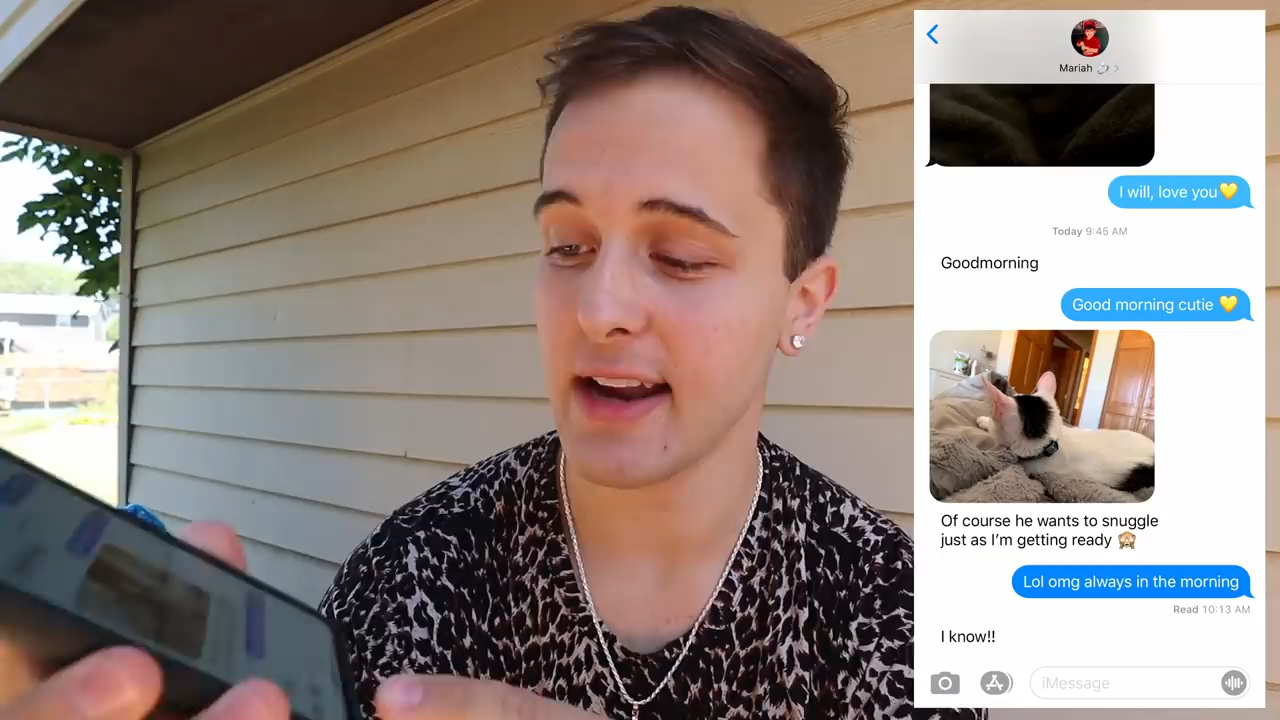 Mariah 💍 >
I will, love you💛
Today 9:45 AM
Goodmorning
Good morning cutie 💛
Of course he wants to snuggle
just as I'm getting ready 🙈
Lol omg always in the morning
Read 10:13 AM
I know!!
iMessage